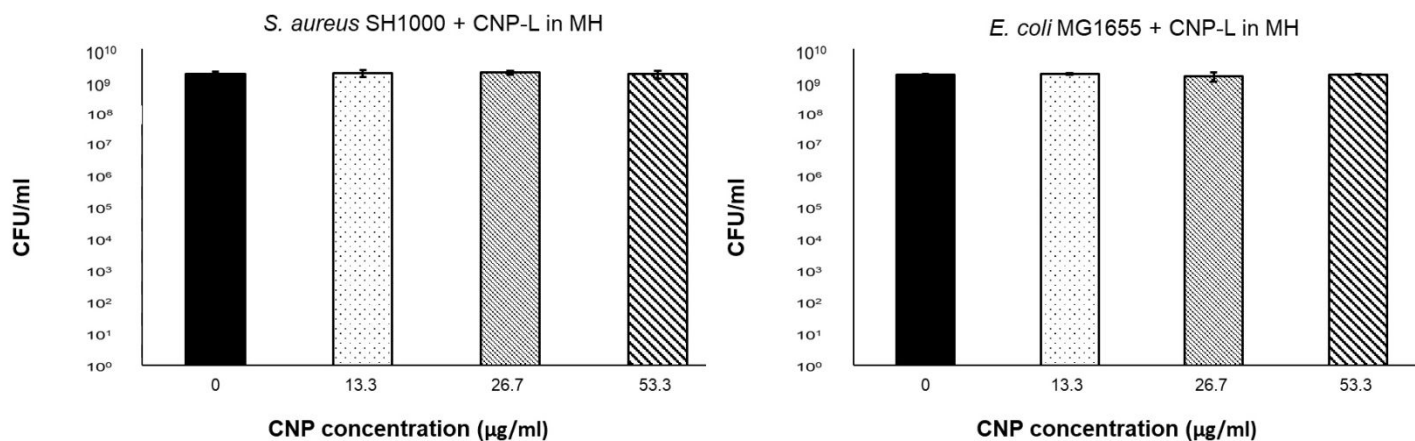 S. aureus SH1000 + CNP-L in MH
CFU/ml
10¹⁰
10⁹
10⁸
10⁷
10⁶
10⁵
10⁴
10³
10²
10¹
10⁰
0 13.3 26.7 53.3
CNP concentration (µg/ml)
E. coli MG1655 + CNP-L in MH
CFU/ml
10¹⁰
10⁹
10⁸
10⁷
10⁶
10⁵
10⁴
10³
10²
10¹
10⁰
0 13.3 26.7 53.3
CNP concentration (µg/ml)